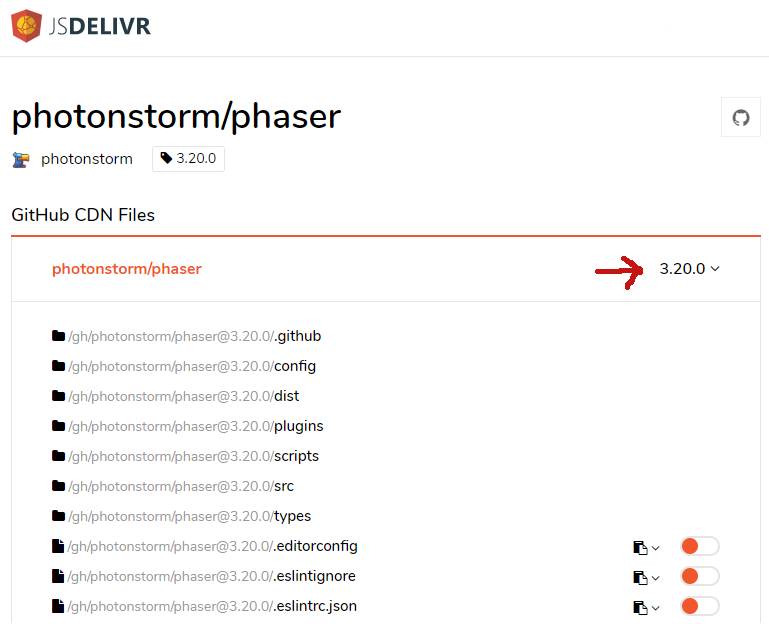 JSDELIVR
photonstorm/phaser
photonstorm 3.20.0
GitHub CDN Files
photonstorm/phaser 3.20.0
/gh/photonstorm/phaser@3.20.0/.github
/gh/photonstorm/phaser@3.20.0/config
/gh/photonstorm/phaser@3.20.0/dist
/gh/photonstorm/phaser@3.20.0/plugins
/gh/photonstorm/phaser@3.20.0/scripts
/gh/photonstorm/phaser@3.20.0/src
/gh/photonstorm/phaser@3.20.0/types
/gh/photonstorm/phaser@3.20.0/.editorconfig
/gh/photonstorm/phaser@3.20.0/.eslintignore
/gh/photonstorm/phaser@3.20.0/.eslintrc.json